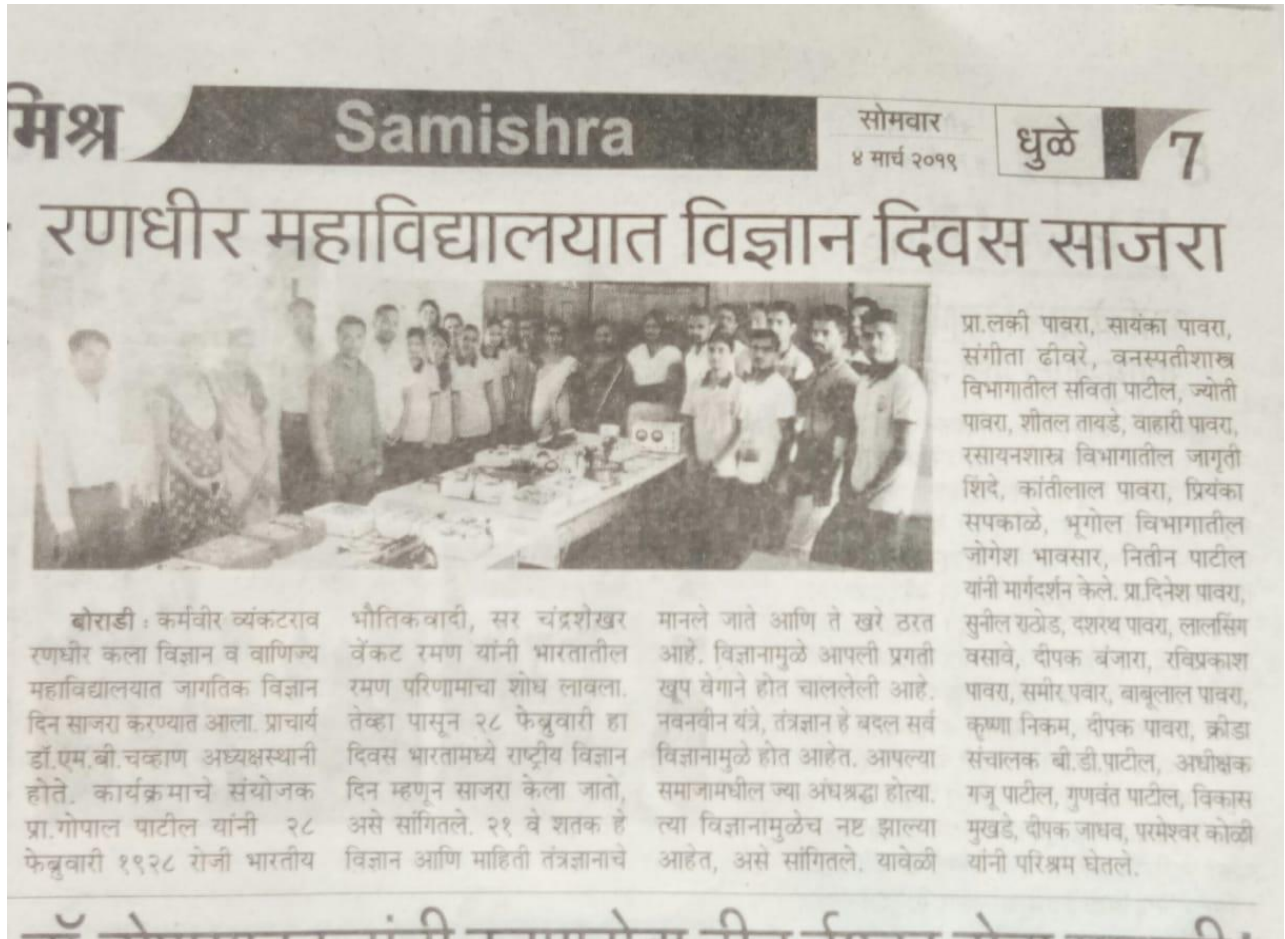 मिश्र
Samishra
सोमवार
४ मार्च २०१९
धुळे
7
रणधीर महाविद्यालयात विज्ञान दिवस साजरा
बोराडी : कर्मवीर व्यंकटराव
रणधीर कला विज्ञान व वाणिज्य
महाविद्यालयात जागतिक विज्ञान
दिन साजरा करण्यात आला. प्राचार्य
डॉ.एम.बी.चव्हाण अध्यक्षस्थानी
होते. कार्यक्रमाचे संयोजक
प्रा.गोपाल पाटील यांनी २८
फेब्रुवारी १९२८ रोजी भारतीय
भौतिकवादी, सर चंद्रशेखर
वेंकट रमण यांनी भारतातील
रमण परिणामाचा शोध लावला.
तेव्हा पासून २८ फेब्रुवारी हा
दिवस भारतामध्ये राष्ट्रीय विज्ञान
दिन म्हणून साजरा केला जातो,
असे सांगितले. २१ वे शतक हे
विज्ञान आणि माहिती तंत्रज्ञानाचे
मानले जाते आणि ते खरे ठरत
आहे. विज्ञानामुळे आपली प्रगती
खूप वेगाने होत चाललेली आहे.
नवनवीन यंत्रे, तंत्रज्ञान हे बदल सर्व
विज्ञानामुळे होत आहेत. आपल्या
समाजामधील ज्या अंधश्रद्धा होत्या.
त्या विज्ञानामुळेच नष्ट झाल्या
आहेत, असे सांगितले. यावेळी
प्रा.लकी पावरा, सायंका पावरा,
संगीता ढीवरे, वनस्पतीशास्त्र
विभागातील सविता पाटील, ज्योती
पावरा, शीतल तायडे, वाहारी पावरा,
रसायनशास्त्र विभागातील जागृती
शिंदे, कांतीलाल पावरा, प्रियंका
सपकाळे, भूगोल विभागातील
जोगेश भावसार, नितीन पाटील
यांनी मार्गदर्शन केले. प्रा.दिनेश पावरा,
सुनील राठोड, दशरथ पावरा, लालसिंग
वसावे, दीपक बंजारा, रविप्रकाश
पावरा, समीर पवार, बाबूलाल पावरा,
कृष्णा निकम, दीपक पावरा, क्रीडा
संचालक बी.डी.पाटील, अधीक्षक
गजू पाटील, गुणवंत पाटील, विकास
मुखडे, दीपक जाधव, परमेश्वर कोळी
यांनी परिश्रम घेतले.